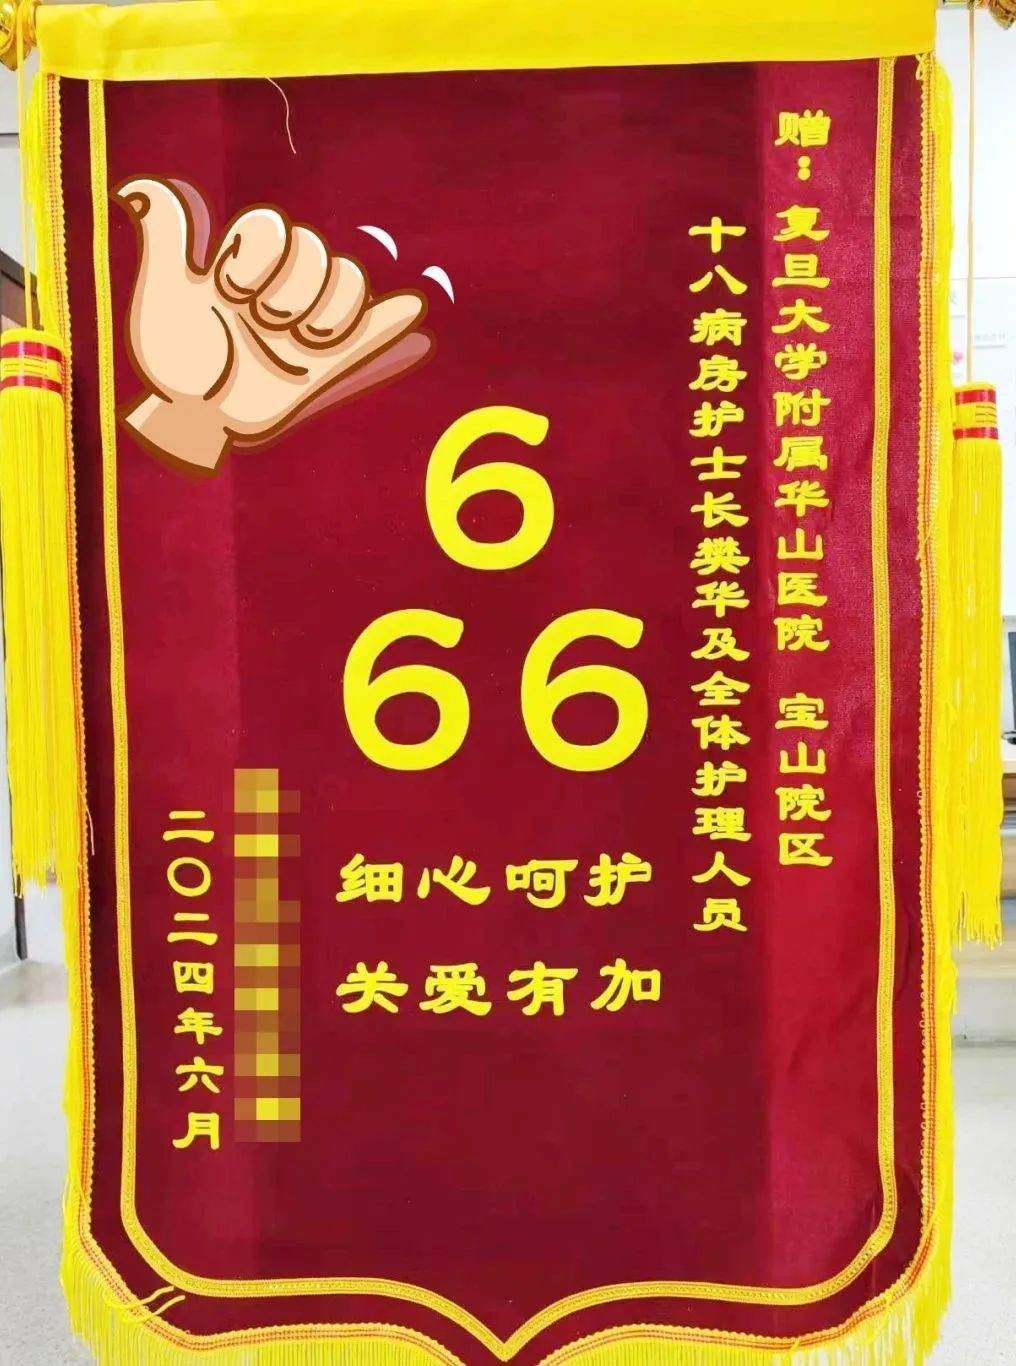 赠：复旦大学附属华山医院 宝山院区
十八病房护士长樊华及全体护理人员
6
66
细心呵护
关爱有加
二〇二四年六月